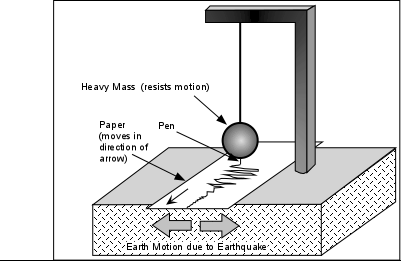 Heavy Mass (resists motion)
Paper
(moves in
direction of
arrow)
Pen
Earth Motion due to Earthquake